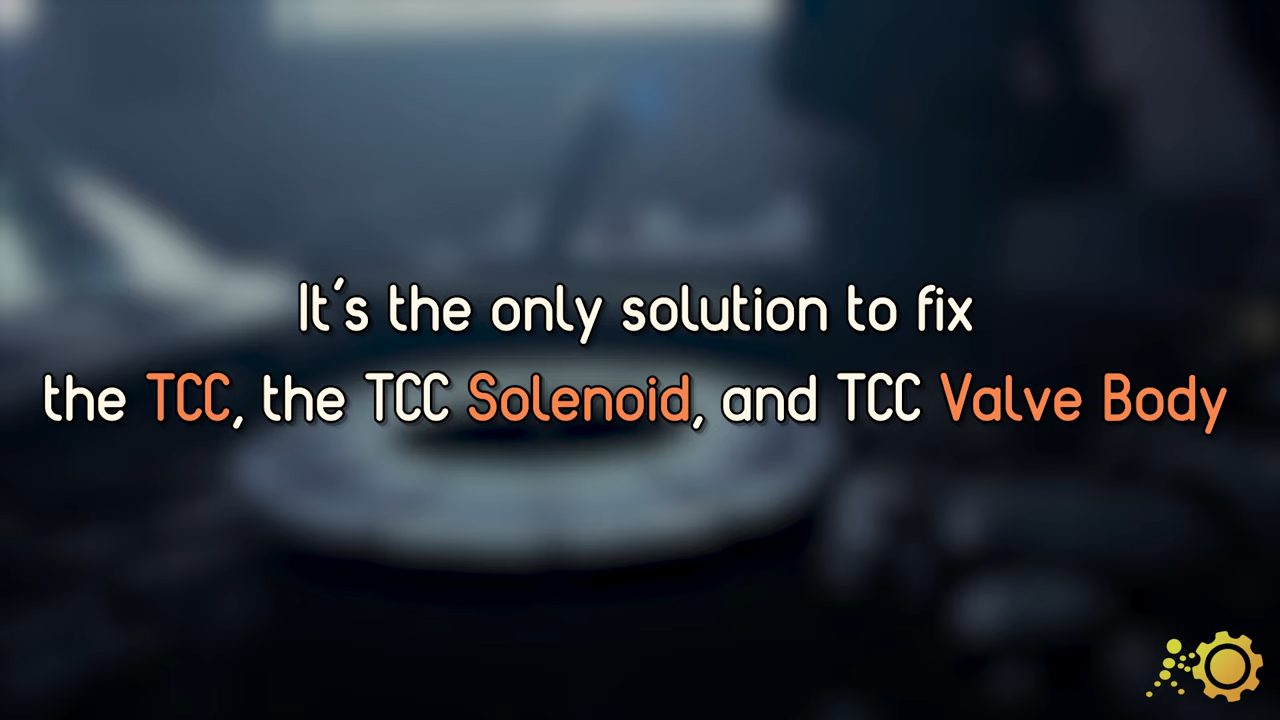 It's the only solution to fix
the TCC, the TCC Solenoid, and TCC Valve Body